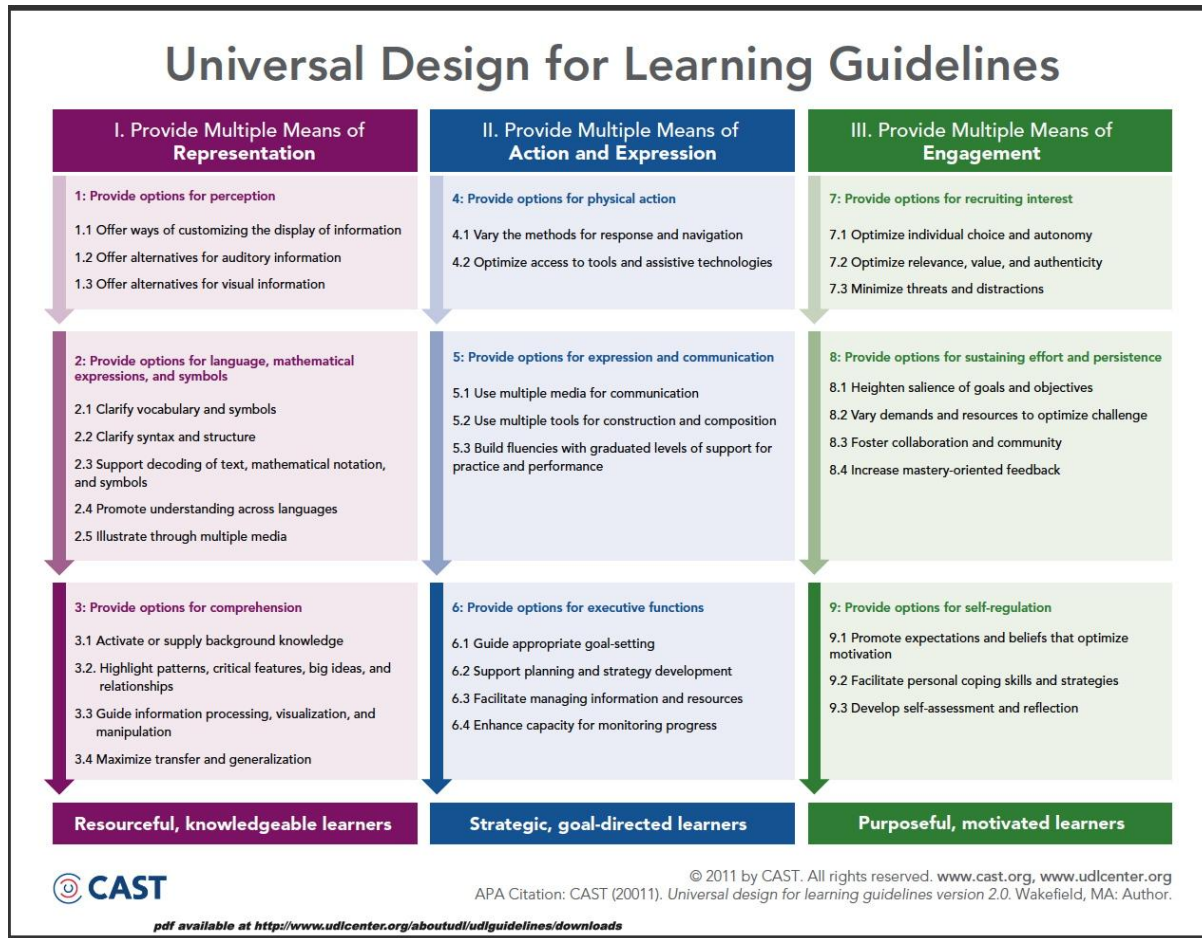 Universal Design for Learning Guidelines
I. Provide Multiple Means of
Representation
1: Provide options for perception
1.1 Offer ways of customizing the display of information
1.2 Offer alternatives for auditory information
1.3 Offer alternatives for visual information
2: Provide options for language, mathematical
expressions, and symbols
2.1 Clarify vocabulary and symbols
2.2 Clarify syntax and structure
2.3 Support decoding of text, mathematical notation,
and symbols
2.4 Promote understanding across languages
2.5 Illustrate through multiple media
3: Provide options for comprehension
3.1 Activate or supply background knowledge
3.2. Highlight patterns, critical features, big ideas, and
relationships
3.3 Guide information processing, visualization, and
manipulation
3.4 Maximize transfer and generalization
Resourceful, knowledgeable learners
II. Provide Multiple Means of
Action and Expression
4: Provide options for physical action
4.1 Vary the methods for response and navigation
4.2 Optimize access to tools and assistive technologies
5: Provide options for expression and communication
5.1 Use multiple media for communication
5.2 Use multiple tools for construction and composition
5.3 Build fluencies with graduated levels of support for
practice and performance
6: Provide options for executive functions
6.1 Guide appropriate goal-setting
6.2 Support planning and strategy development
6.3 Facilitate managing information and resources
6.4 Enhance capacity for monitoring progress
Strategic, goal-directed learners
III. Provide Multiple Means of
Engagement
7: Provide options for recruiting interest
7.1 Optimize individual choice and autonomy
7.2 Optimize relevance, value, and authenticity
7.3 Minimize threats and distractions
8: Provide options for sustaining effort and persistence
8.1 Heighten salience of goals and objectives
8.2 Vary demands and resources to optimize challenge
8.3 Foster collaboration and community
8.4 Increase mastery-oriented feedback
9: Provide options for self-regulation
9.1 Promote expectations and beliefs that optimize
motivation
9.2 Facilitate personal coping skills and strategies
9.3 Develop self-assessment and reflection
Purposeful, motivated learners
CAST
© 2011 by CAST. All rights reserved. www.cast.org, www.udlcenter.org
APA Citation: CAST (20011). Universal design for learning guidelines version 2.0. Wakefield, MA: Author.
pdf available at http://www.udlcenter.org/aboutudl/udlguidelines/downloads